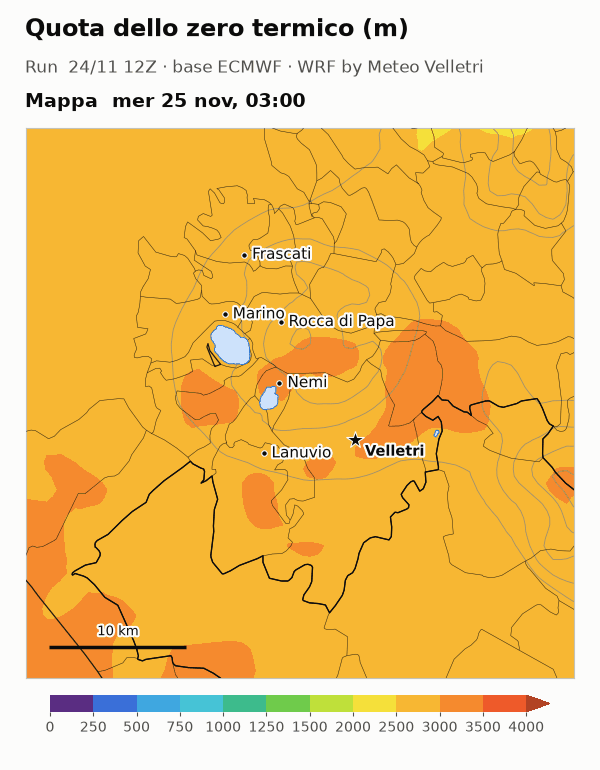 Quota dello zero termico (m)
Run  24/11 12Z · base ECMWF · WRF by Meteo Velletri
Mappa  mer 25 nov, 03:00
Frascati
Marino
Rocca di Papa
Nemi
Velletri
Lanuvio
10 km
0 250 500 750 1000 1250 1500 2000 2500 3000 3500 4000